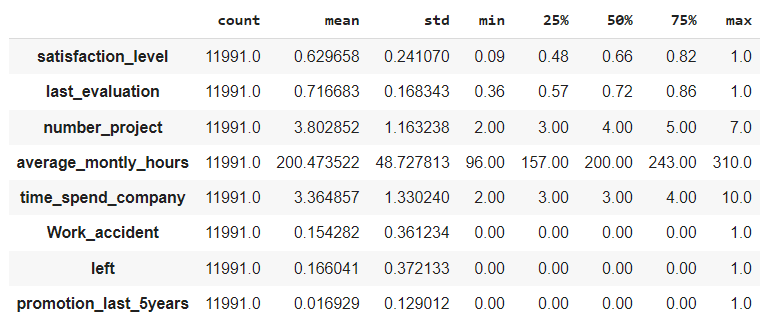 count mean std min 25% 50% 75% max
satisfaction_level 11991.0 0.629658 0.241070 0.09 0.48 0.66 0.82 1.0
last_evaluation 11991.0 0.716683 0.168343 0.36 0.57 0.72 0.86 1.0
number_project 11991.0 3.802852 1.163238 2.00 3.00 4.00 5.00 7.0
average_montly_hours 11991.0 200.473522 48.727813 96.00 157.00 200.00 243.00 310.0
time_spend_company 11991.0 3.364857 1.330240 2.00 3.00 3.00 4.00 10.0
Work_accident 11991.0 0.154282 0.361234 0.00 0.00 0.00 0.00 1.0
left 11991.0 0.166041 0.372133 0.00 0.00 0.00 0.00 1.0
promotion_last_5years 11991.0 0.016929 0.129012 0.00 0.00 0.00 0.00 1.0